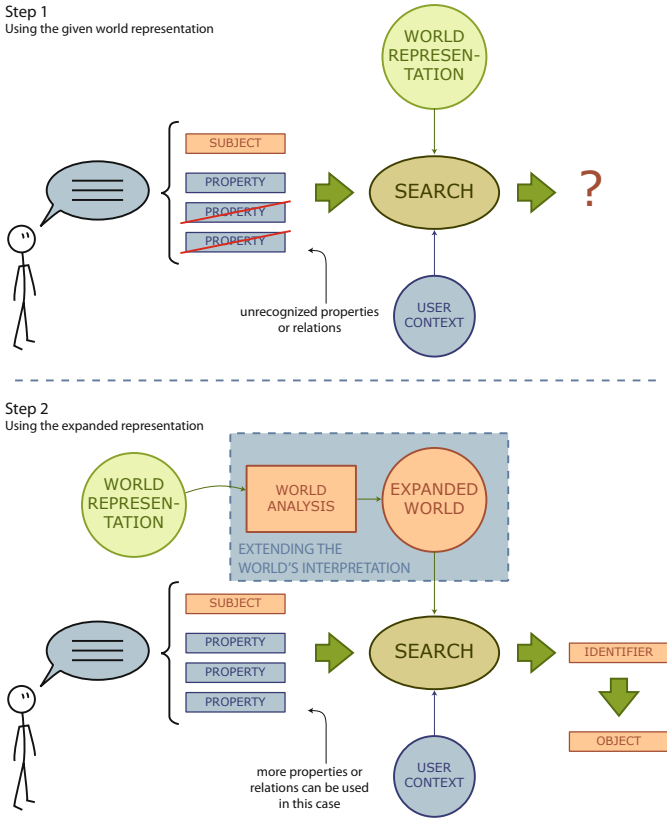 Step 1
Using the given world representation
WORLD
REPRESEN-
TATION
SUBJECT
PROPERTY
PROPERTY
PROPERTY
SEARCH
?
unrecognized properties
or relations
USER
CONTEXT
Step 2
Using the expanded representation
WORLD
REPRESEN-
TATION
WORLD
ANALYSIS
EXPANDED
WORLD
EXTENDING THE
WORLD'S INTERPRETATION
SUBJECT
PROPERTY
PROPERTY
PROPERTY
SEARCH
IDENTIFIER
OBJECT
more properties or
relations can be used
in this case
USER
CONTEXT